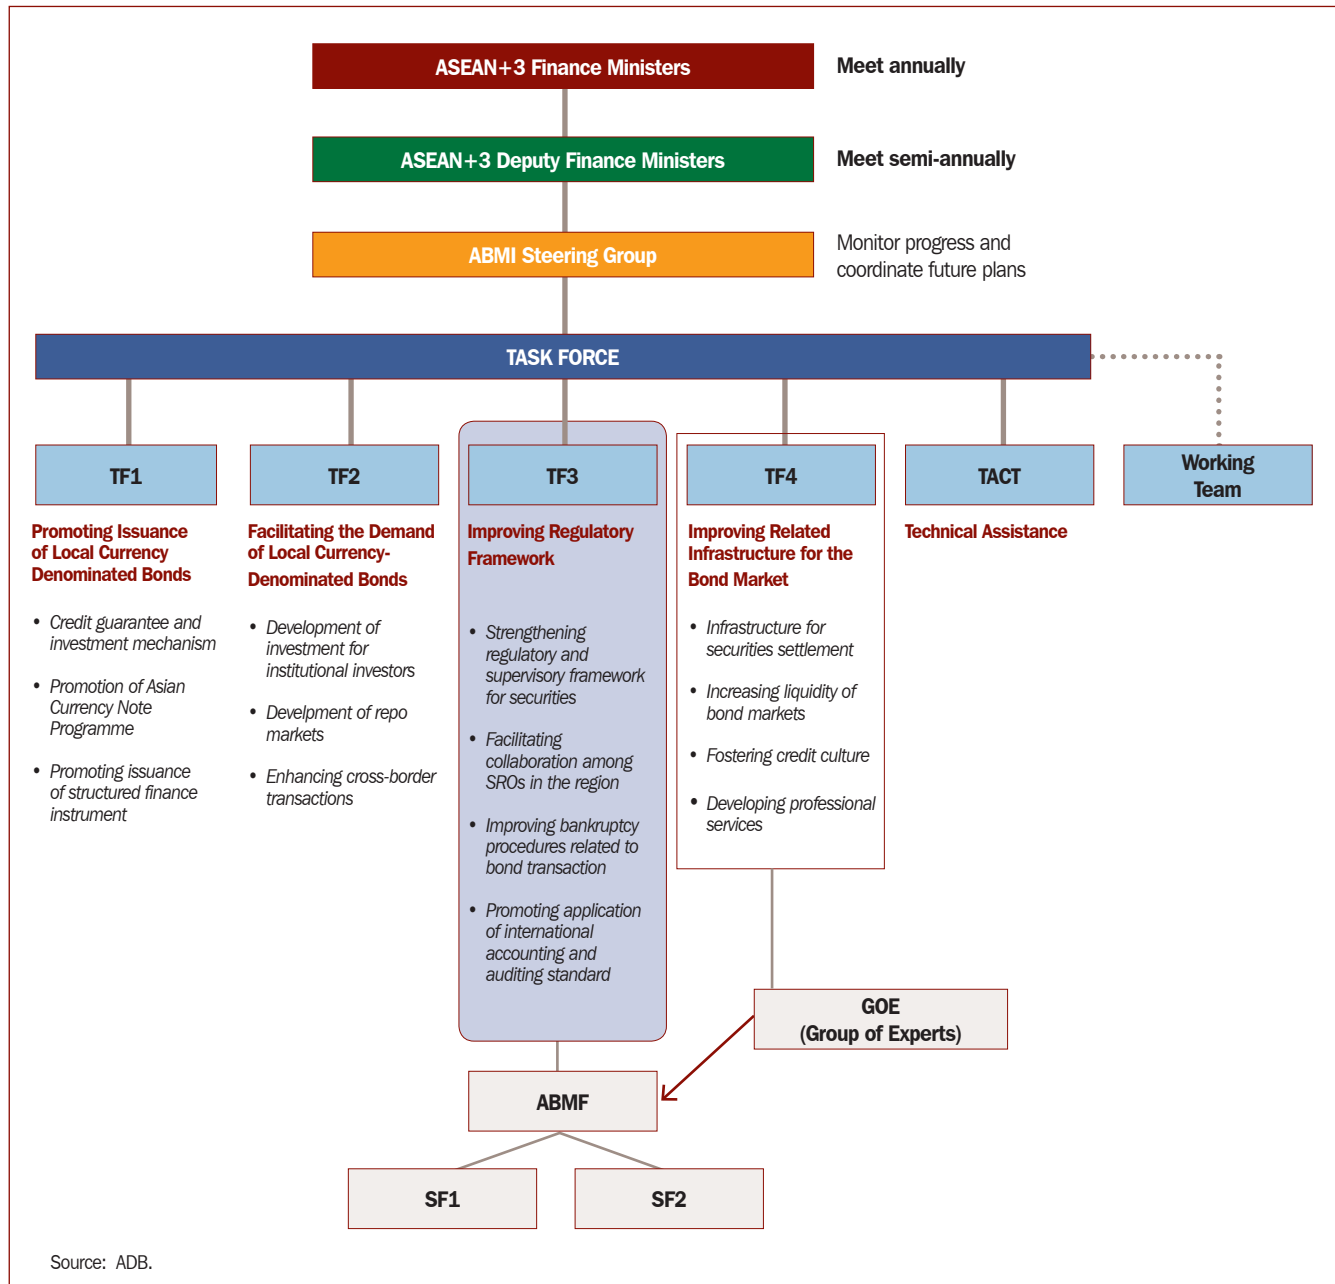 ASEAN+3 Finance Ministers
Meet annually
ASEAN+3 Deputy Finance Ministers
Meet semi-annually
ABMI Steering Group
Monitor progress and
coordinate future plans
TASK FORCE
TF1
Promoting Issuance
of Local Currency
Denominated Bonds
• Credit guarantee and
investment mechanism
• Promotion of Asian
Currency Note
Programme
• Promoting issuance
of structured finance
instrument
TF2
Facilitating the Demand
of Local Currency-
Denominated Bonds
• Development of
investment for
institutional investors
• Develpment of repo
markets
• Enhancing cross-border
transactions
TF3
Improving Regulatory
Framework
• Strengthening
regulatory and
supervisory framework
for securities
• Facilitating
collaboration among
SROs in the region
• Improving bankruptcy
procedures related to
bond transaction
• Promoting application
of international
accounting and
auditing standard
TF4
Improving Related
Infrastructure for the
Bond Market
• Infrastructure for
securities settlement
• Increasing liquidity of
bond markets
• Fostering credit culture
• Developing professional
services
TACT
Technical Assistance
Working
Team
GOE
(Group of Experts)
ABMF
SF1
SF2
Source: ADB.